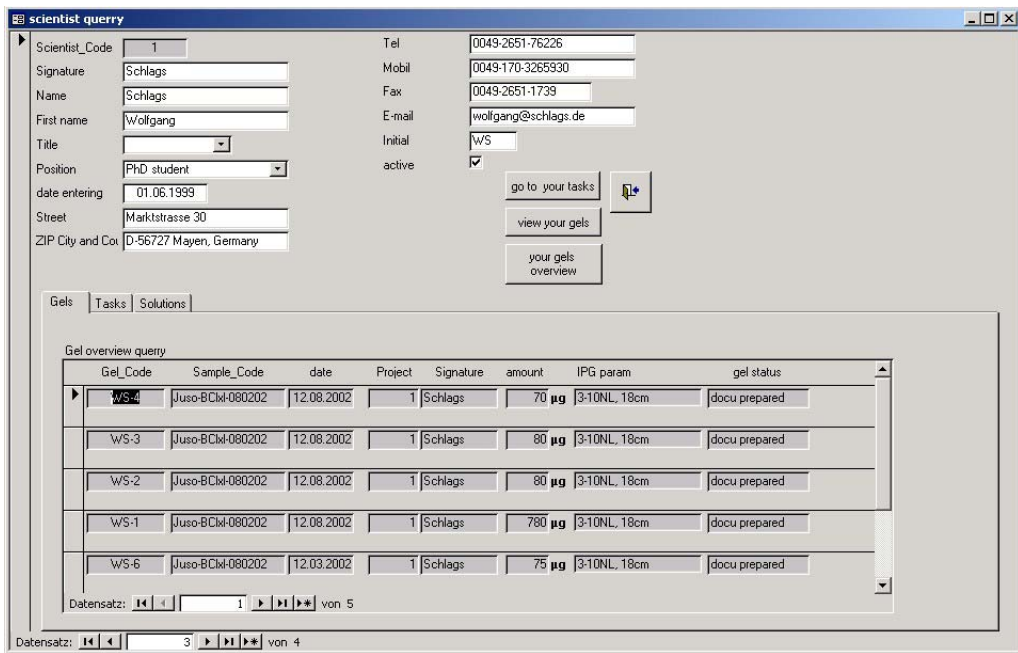 scientist querry
Scientist_Code 1
Signature Schlags
Name Schlags
First name Wolfgang
Title
Position PhD student
date entering 01.06.1999
Street Marktstrasse 30
ZIP City and Cou D-56727 Mayen, Germany
Tel 0049-2651-76226
Mobil 0049-170-3265930
Fax 0049-2651-1739
E-mail wolfgang@schlags.de
Initial WS
active
go to your tasks
view your gels
your gels
overview
Gels Tasks Solutions
Gel overview querry
Gel_Code Sample_Code date Project Signature amount IPG param gel status
WS-4 Juso-BClxl-080202 12.08.2002 1 Schlags 70 µg 3-10NL, 18cm docu prepared
WS-3 Juso-BClxl-080202 12.08.2002 1 Schlags 80 µg 3-10NL, 18cm docu prepared
WS-2 Juso-BClxl-080202 12.08.2002 1 Schlags 80 µg 3-10NL, 18cm docu prepared
WS-1 Juso-BClxl-080202 12.08.2002 1 Schlags 780 µg 3-10NL, 18cm docu prepared
WS-6 Juso-BClxl-080202 12.03.2002 1 Schlags 75 µg 3-10NL, 18cm docu prepared
Datensatz: 1 von 5
Datensatz: 3 von 4